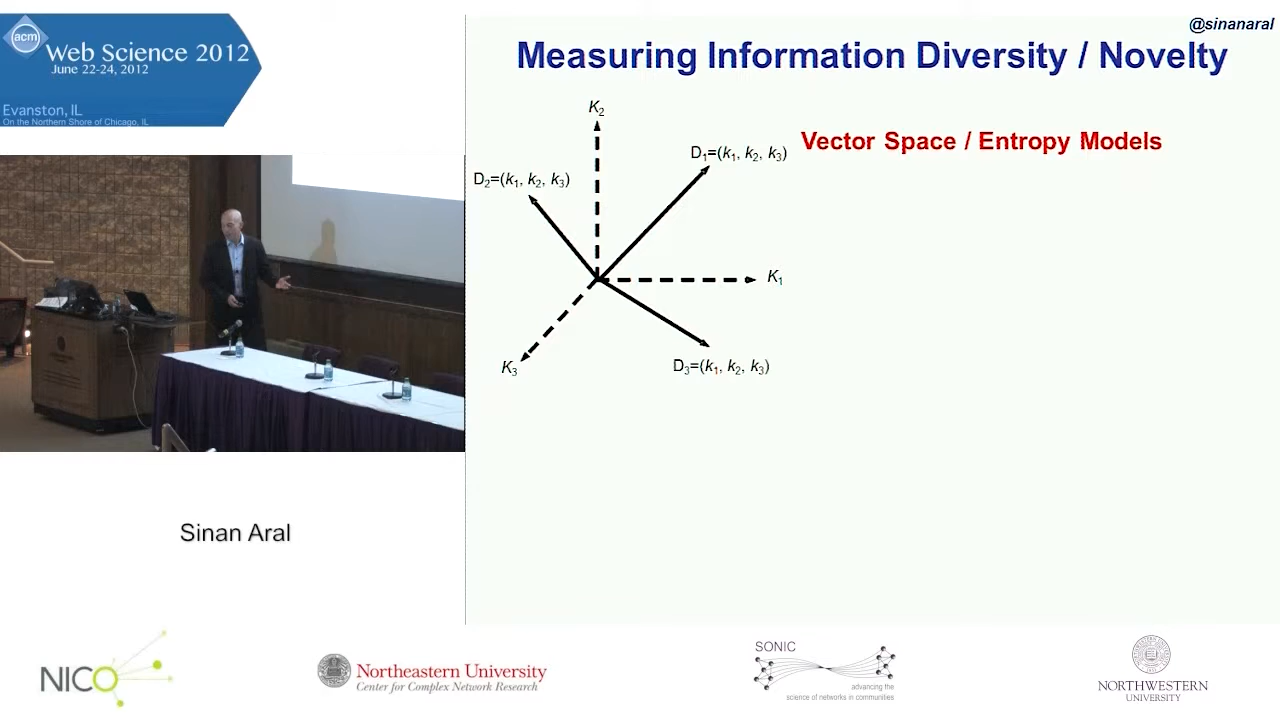 acm
Web Science 2012
June 22-24, 2012
Evanston, IL
On the Northern Shore of Chicago, IL
@sinanaral
Measuring Information Diversity / Novelty
Vector Space / Entropy Models
K₂
D₁=(k₁, k₂, k₃)
D₂=(k₁, k₂, k₃)
K₁
K₃
D₃=(k₁, k₂, k₃)
Sinan Aral
NICO
Northeastern University
Center for Complex Network Research
SONIC
advancing the
science of networks in communities
NORTHWESTERN
UNIVERSITY